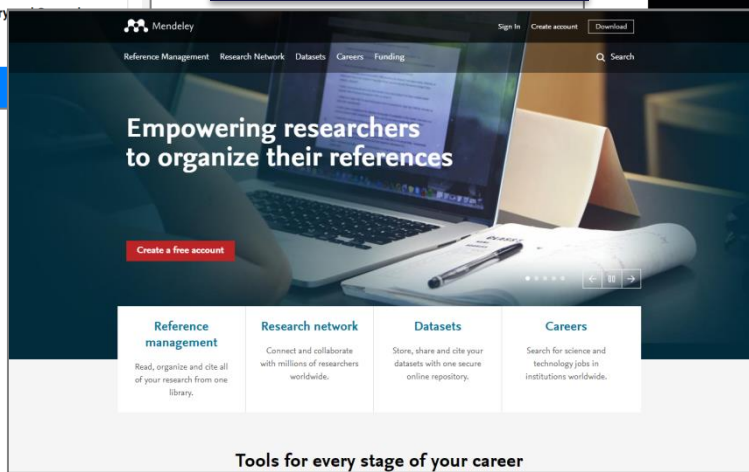 Mendeley
Sign In Create account Download
Reference Management Research Network Datasets Careers Funding
Search
Empowering researchers
to organize their references
Create a free account
Reference
management
Read, organize and cite all
of your research from one
library.
Research network
Connect and collaborate
with millions of researchers
worldwide.
Datasets
Store, share and cite your
datasets with one secure
online repository.
Careers
Search for science and
technology jobs in
institutions worldwide.
Tools for every stage of your career